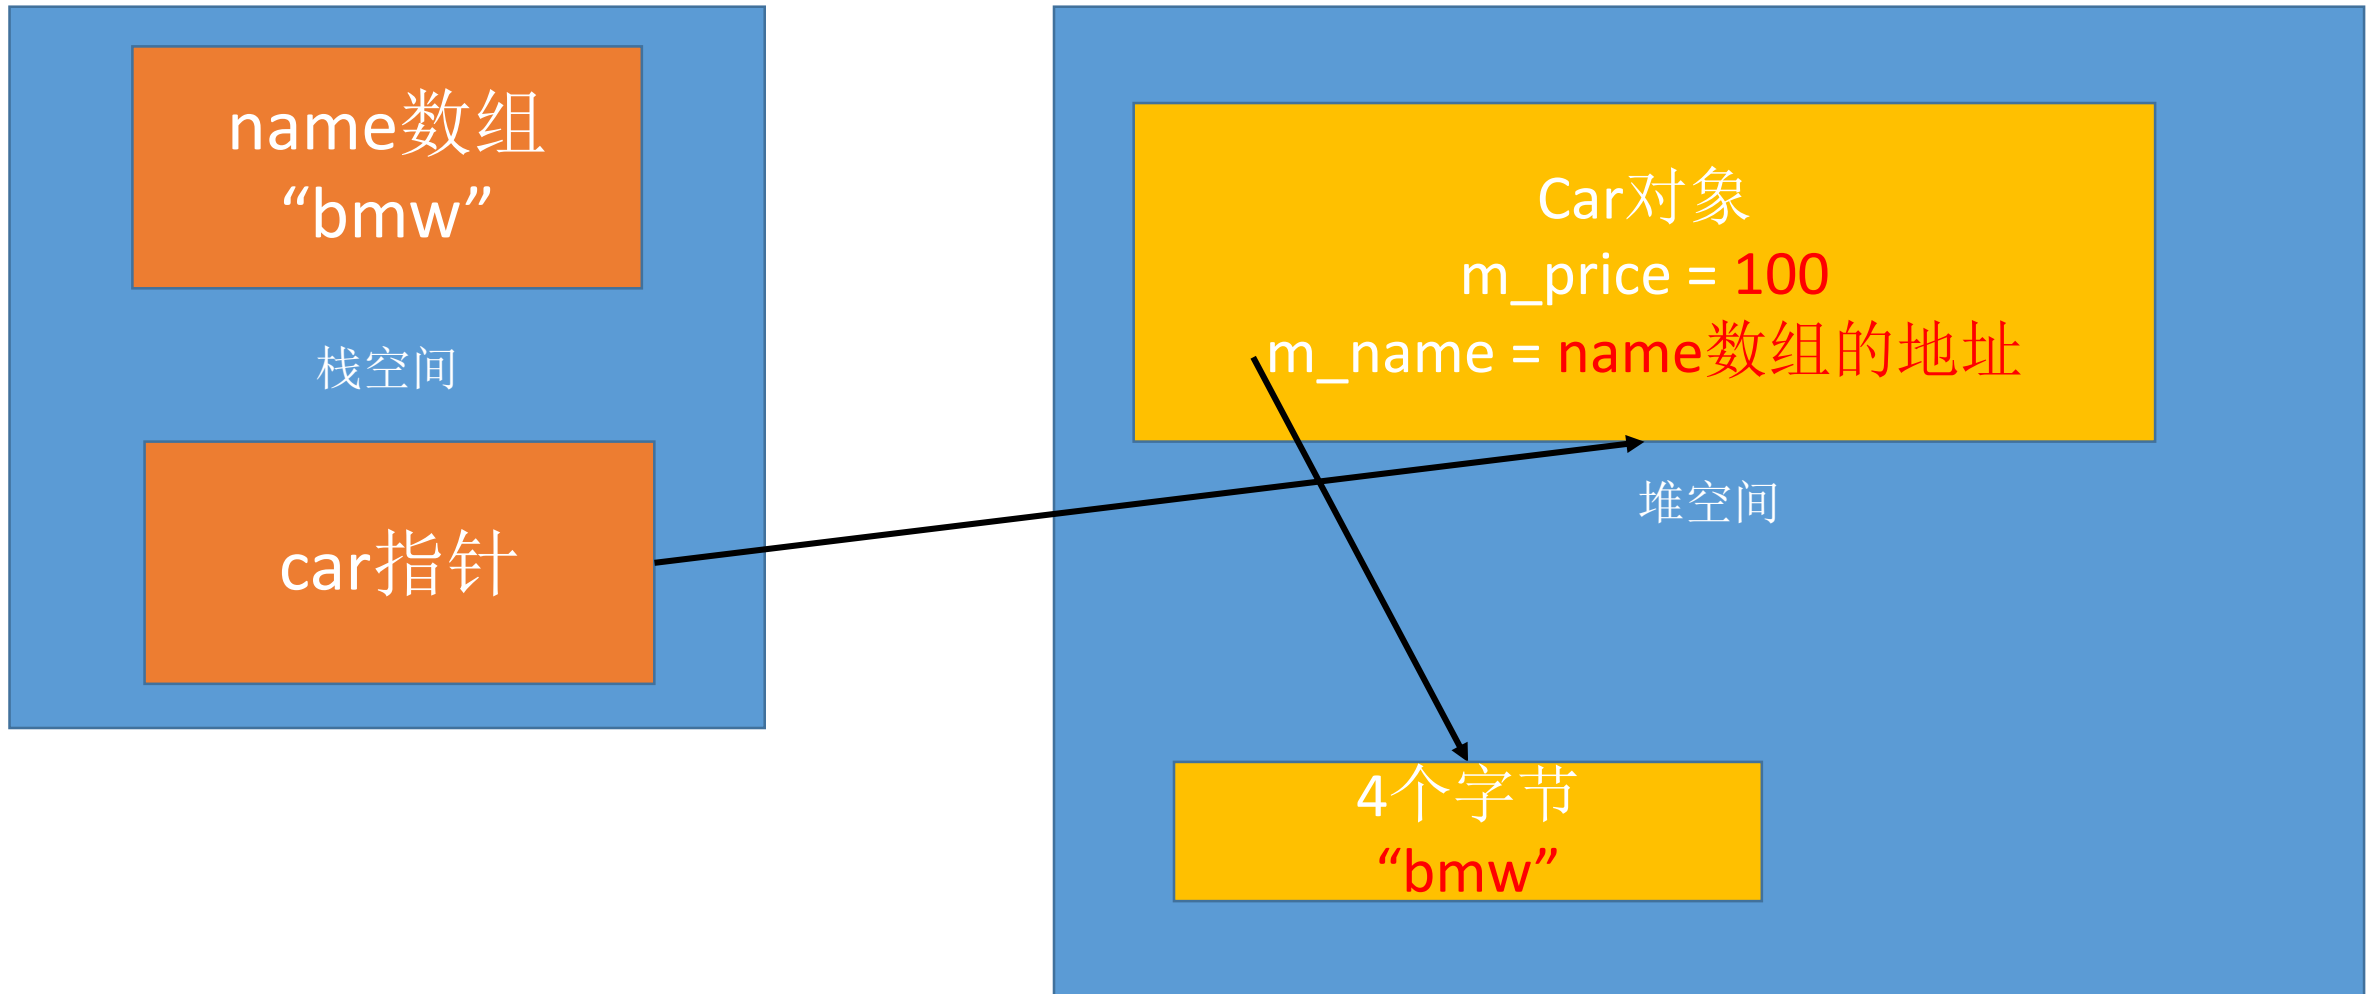 name数组
“bmw”
栈空间
car指针
Car对象
m_price = 100
m_name = name数组的地址
堆空间
4个字节
“bmw”